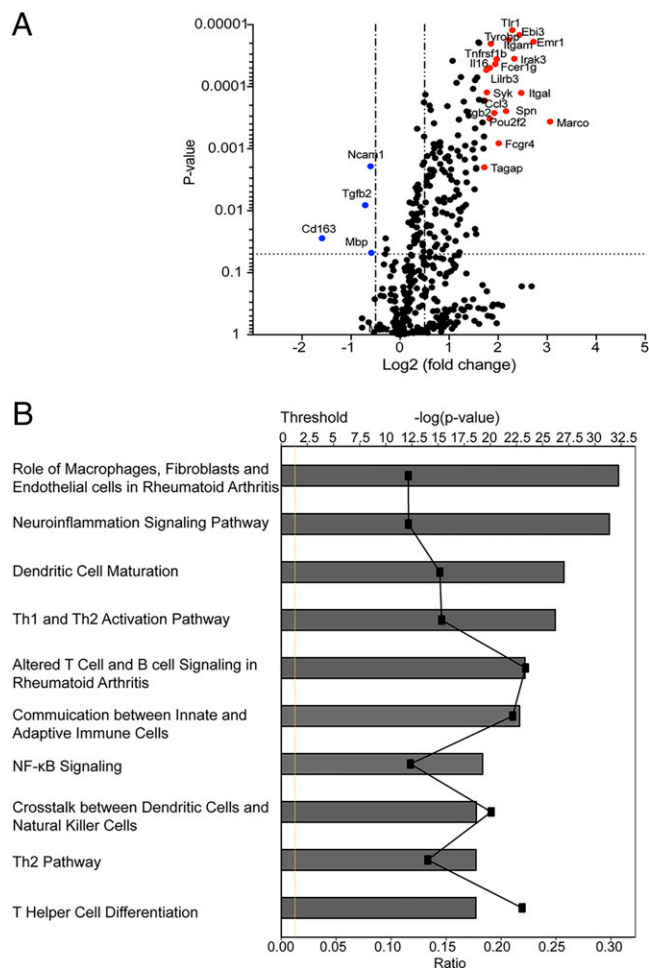 A
0.00001
0.0001
0.001
0.01
0.1
1
P-value
Tlr1
Ebi3
Tyrobp
Itgam
Emr1
Tnfrsf1b
Irak3
Il16
Fcer1g
Lilrb3
Syk
Itgal
Ccl3
Spn
Pou2f2
Marco
Fcgr4
Tagap
Ncam1
Tgfb2
Cd163
Mbp
-2 -1 0 1 2 3 4 5
Log2 (fold change)
B
Threshold -log(p-value)
0 2.5 5 7.5 10 12.5 15 17.5 20 22.5 25 27.5 30 32.5
Role of Macrophages, Fibroblasts and
Endothelial cells in Rheumatoid Arthritis
Neuroinflammation Signaling Pathway
Dendritic Cell Maturation
Th1 and Th2 Activation Pathway
Altered T Cell and B cell Signaling in
Rheumatoid Arthritis
Commuication between Innate and
Adaptive Immune Cells
NF-κB Signaling
Crosstalk between Dendritic Cells and
Natural Killer Cells
Th2 Pathway
T Helper Cell Differentiation
0.00 0.05 0.10 0.15 0.20 0.25 0.30
Ratio